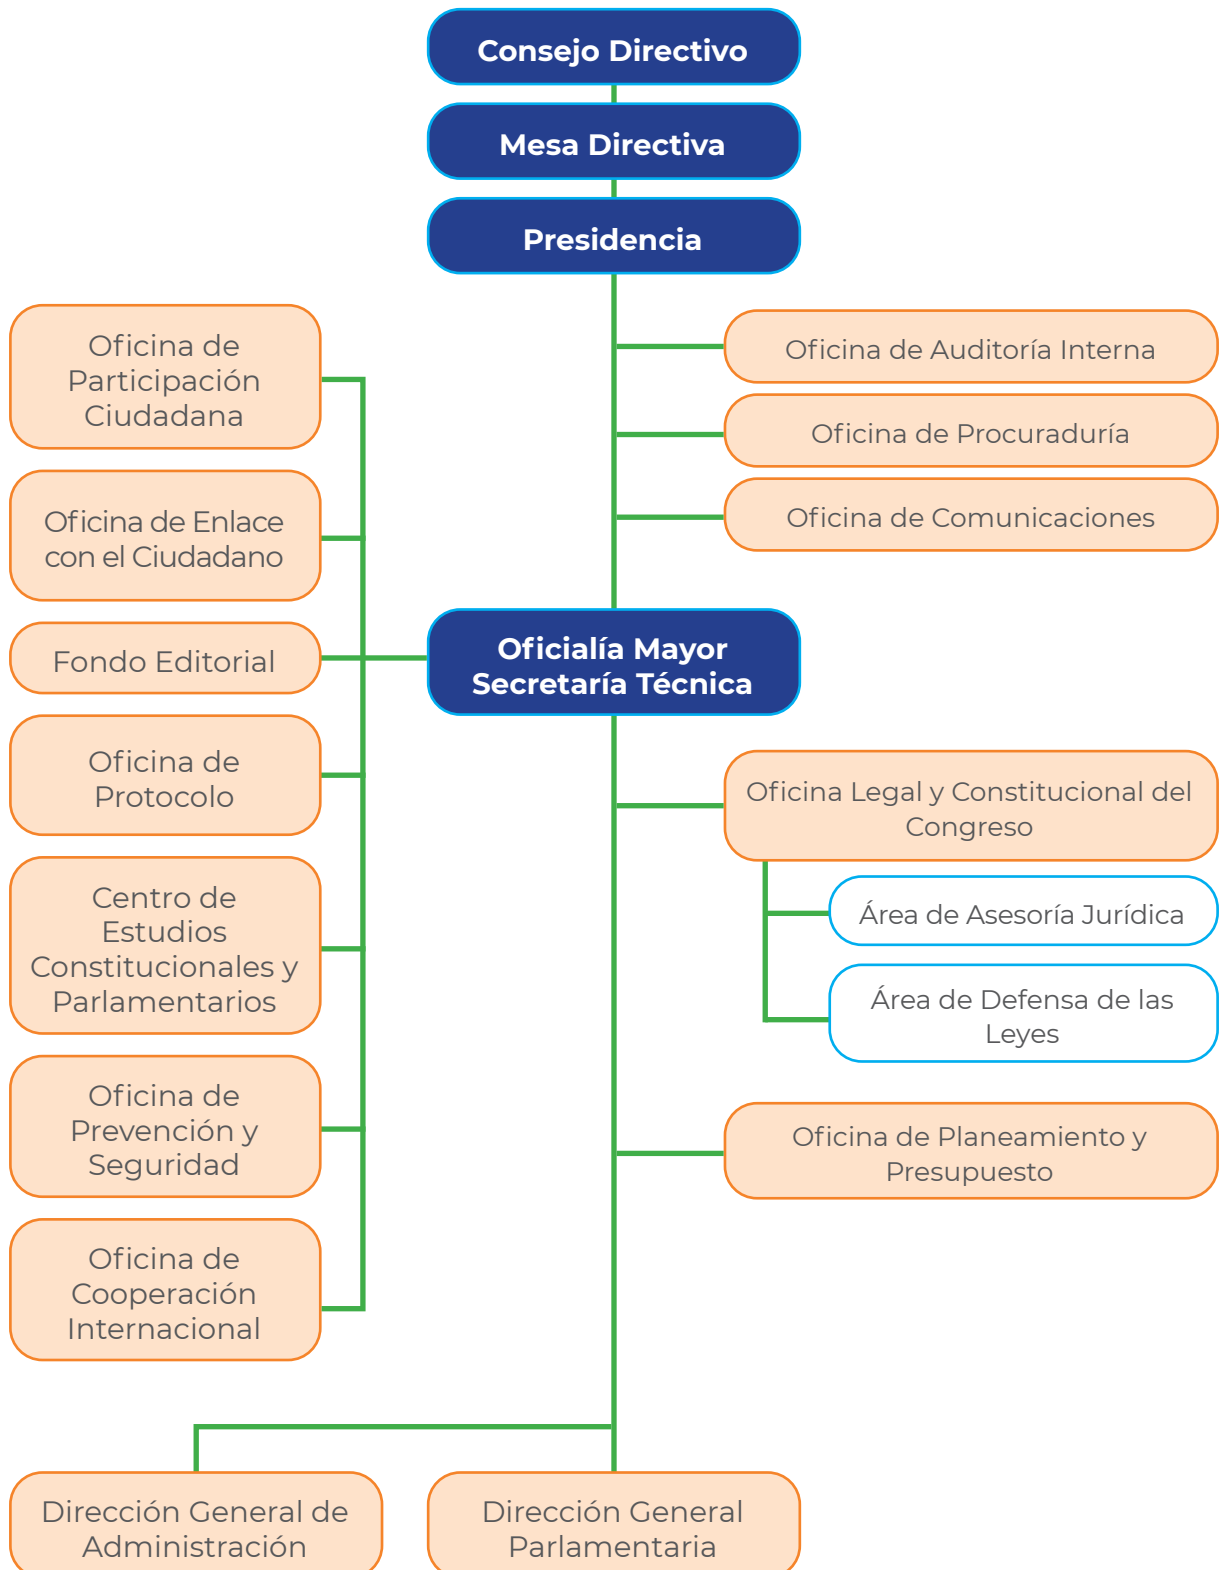 Consejo Directivo
Mesa Directiva
Presidencia
Oficina de
Participación
Ciudadana
Oficina de Enlace
con el Ciudadano
Fondo Editorial
Oficina de
Protocolo
Centro de
Estudios
Constitucionales y
Parlamentarios
Oficina de
Prevención y
Seguridad
Oficina de
Cooperación
Internacional
Oficina de Auditoría Interna
Oficina de Procuraduría
Oficina de Comunicaciones
Oficialía Mayor
Secretaría Técnica
Oficina Legal y Constitucional del
Congreso
Área de Asesoría Jurídica
Área de Defensa de las
Leyes
Oficina de Planeamiento y
Presupuesto
Dirección General de
Administración
Dirección General
Parlamentaria